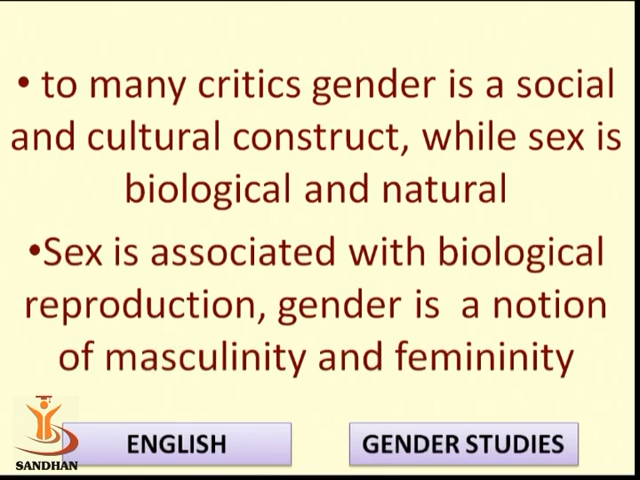 • to many critics gender is a social
and cultural construct, while sex is
biological and natural
•Sex is associated with biological
reproduction, gender is a notion
of masculinity and femininity
SANDHAN
ENGLISH
GENDER STUDIES